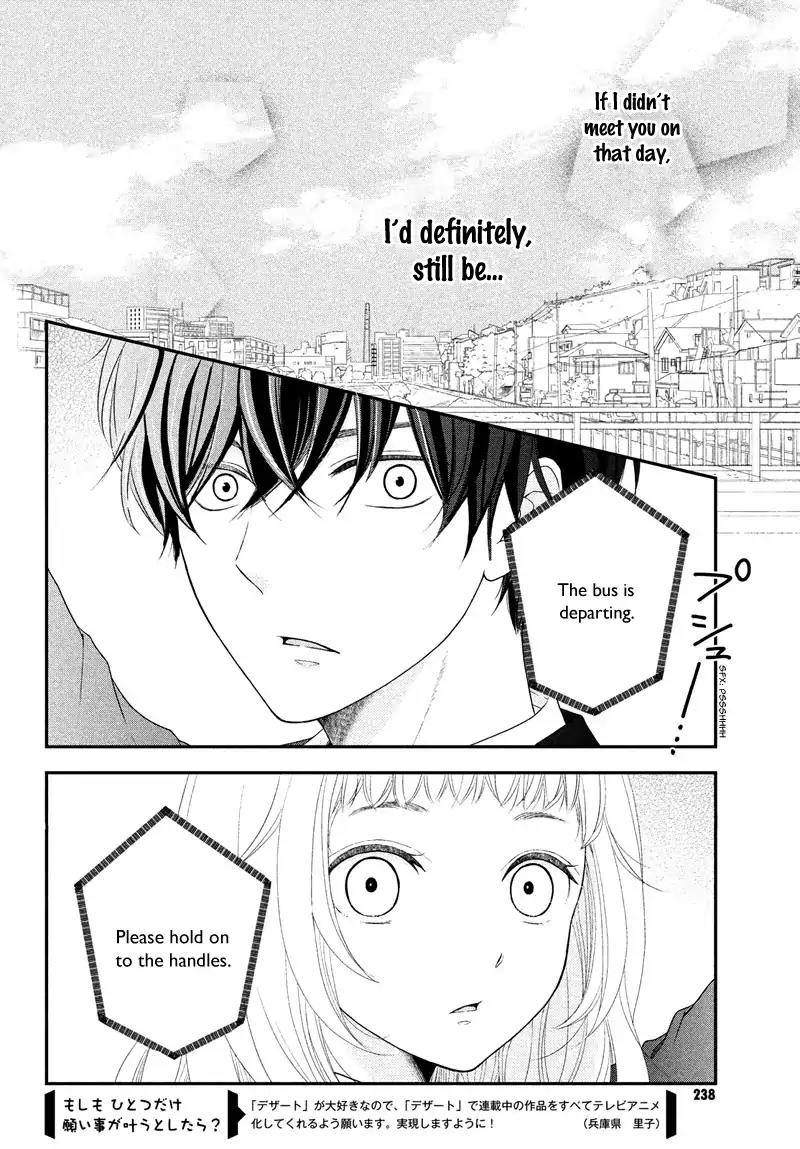 If I didn't
meet you on
that day,
I'd definitely,
still be...
The bus is
departing.
プシュ……
SFX: PSSSHHHH
Please hold on
to the handles.
238
もしも ひとつだけ
願い事が叶うとしたら?
「デザート」が大好きなので、「デザート」で連載中の作品をすべてテレビアニメ
化してくれるよう願います。実現しますように!
(兵庫県 里子)